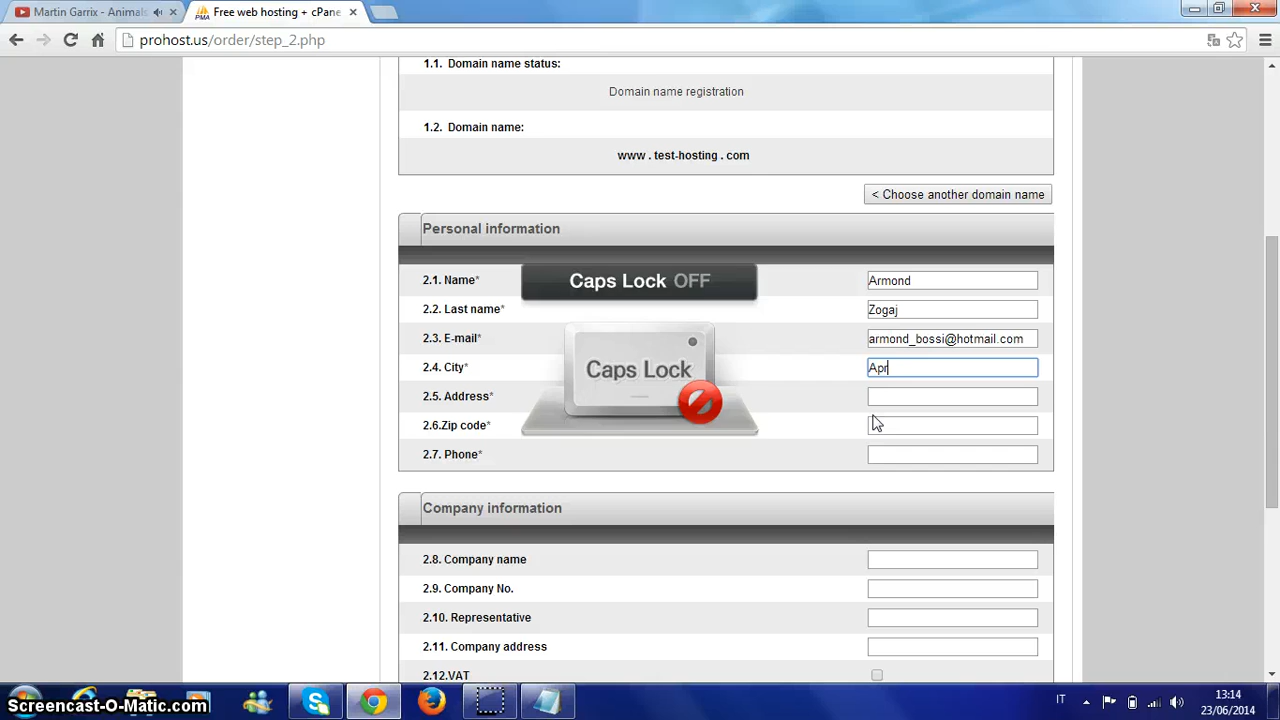 Martin Garrix - Animals
Free web hosting + cPane
prohost.us/order/step_2.php
1.1. Domain name status:
Domain name registration
1.2. Domain name:
www . test-hosting . com
< Choose another domain name
Personal information
2.1. Name* Armond
2.2. Last name* Zogaj
2.3. E-mail* armond_bossi@hotmail.com
2.4. City* Apr
2.5. Address*
2.6.Zip code*
2.7. Phone*
Caps Lock OFF
Caps Lock
Company information
2.8. Company name
2.9. Company No.
2.10. Representative
2.11. Company address
2.12.VAT
Screencast-O-Matic.com
IT
13:14
23/06/2014